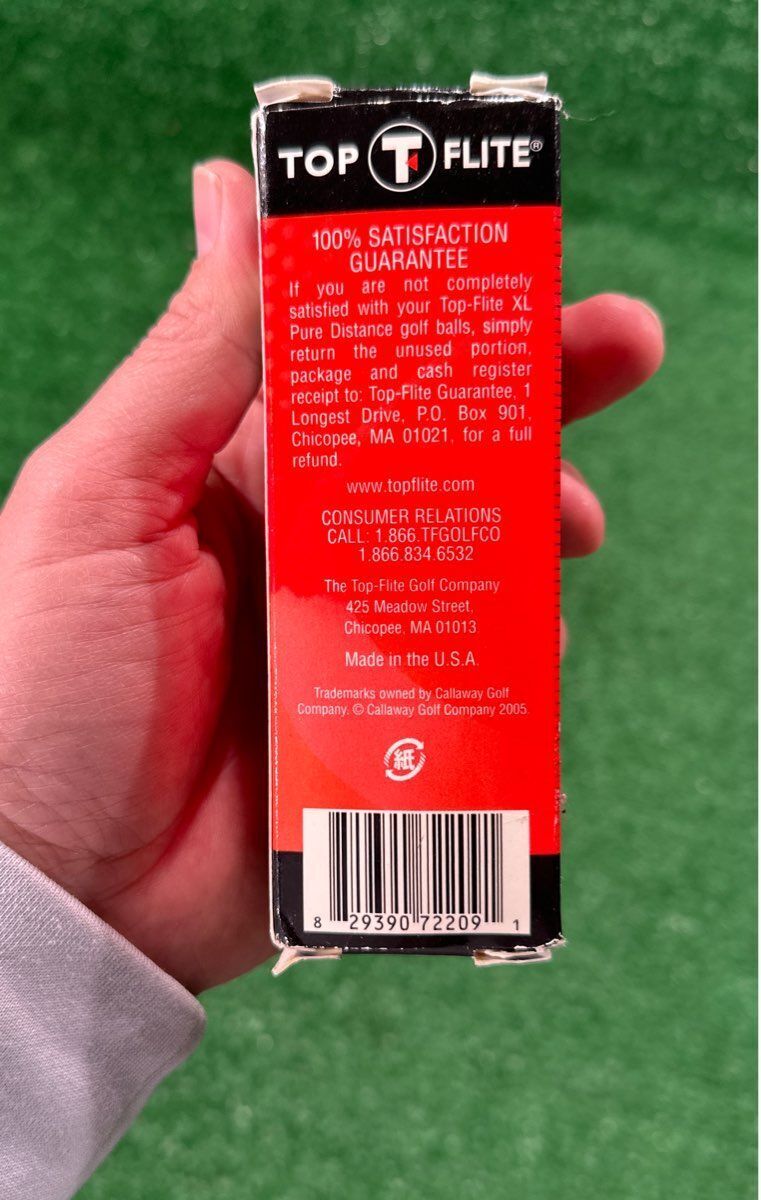 TOP T FLITE®
100% SATISFACTION
GUARANTEE
If you are not completely
satisfied with your Top-Flite XL
Pure Distance golf balls, simply
return the unused portion,
package and cash register
receipt to: Top-Flite Guarantee, 1
Longest Drive, P.O. Box 901,
Chicopee, MA 01021, for a full
refund.
www.topflite.com
CONSUMER RELATIONS
CALL: 1.866.TFGOLFCO
1.866.834.6532
The Top-Flite Golf Company
425 Meadow Street,
Chicopee, MA 01013
Made in the U.S.A.
Trademarks owned by Callaway Golf
Company. © Callaway Golf Company 2005.
紙
8 29390 72209 1